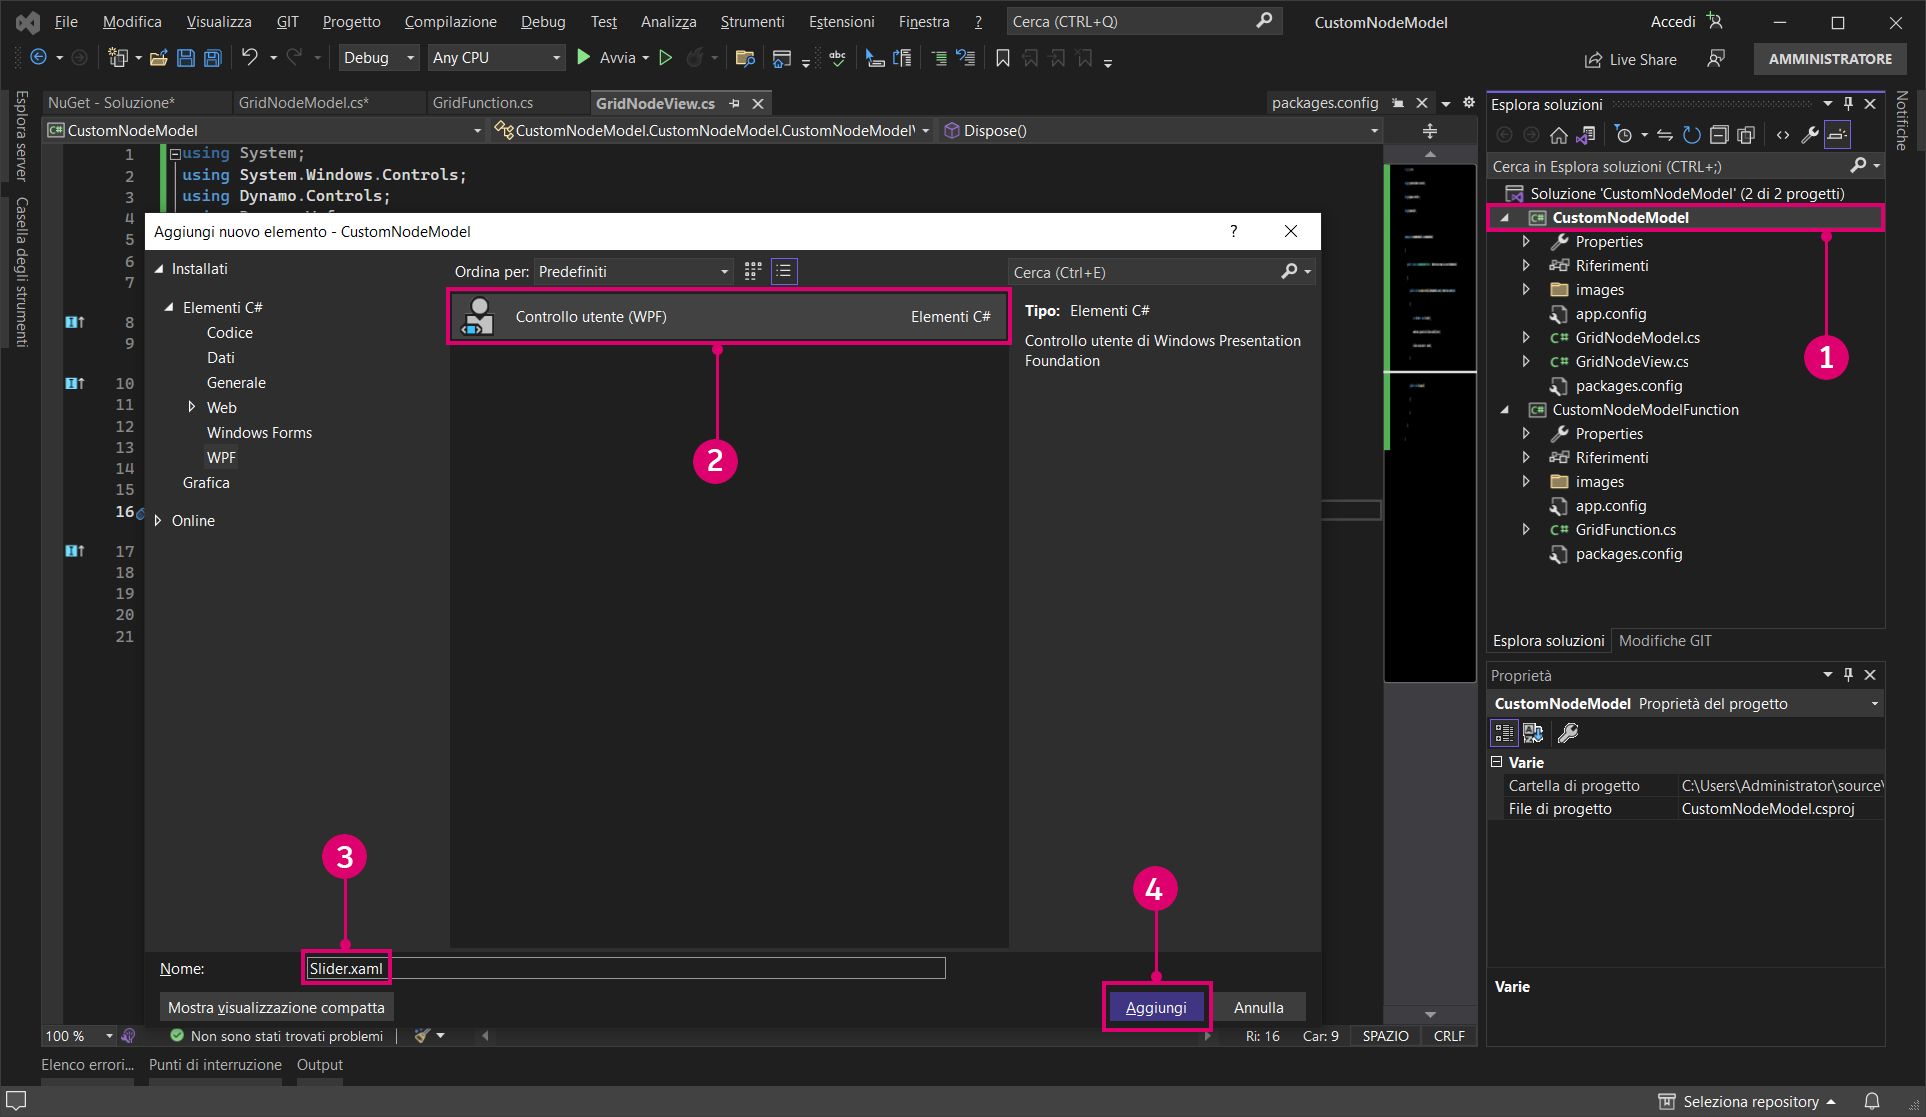 File Modifica Visualizza GIT Progetto Compilazione Debug Test Analizza Strumenti Estensioni Finestra ? Cerca (CTRL+Q) CustomNodeModel Accedi
Debug Any CPU Avvia Live Share AMMINISTRATORE
NuGet - Soluzione* GridNodeModel.cs* GridFunction.cs GridNodeView.cs packages.config
Esplora server
Casella degli strumenti
CustomNodeModel CustomNodeModel.CustomNodeModel.CustomNodeModel Dispose()
1 using System;
2 using System.Windows.Controls;
3 using Dynamo.Controls;
4
5
6
7
8
9
10
11
12
13
14
15
16
17
18
19
20
21
Aggiungi nuovo elemento - CustomNodeModel ?
Installati
Elementi C#
Codice
Dati
Generale
Web
Windows Forms
WPF
Grafica
Online
Ordina per: Predefiniti
Cerca (Ctrl+E)
Controllo utente (WPF) Elementi C#
Tipo: Elementi C#
Controllo utente di Windows Presentation
Foundation
2
3
4
Nome: Slider.xaml
Mostra visualizzazione compatta
Aggiungi Annulla
100 % Non sono stati trovati problemi Ri: 16 Car: 9 SPAZIO CRLF
Elenco errori... Punti di interruzione Output
Esplora soluzioni
Cerca in Esplora soluzioni (CTRL+;)
Soluzione 'CustomNodeModel' (2 di 2 progetti)
CustomNodeModel
Properties
Riferimenti
images
app.config
GridNodeModel.cs
GridNodeView.cs
packages.config
1
CustomNodeModelFunction
Properties
Riferimenti
images
app.config
GridFunction.cs
packages.config
Esplora soluzioni Modifiche GIT
Proprietà
CustomNodeModel Proprietà del progetto
Varie
Cartella di progetto C:\Users\Administrator\source\
File di progetto CustomNodeModel.csproj
Varie
Notifiche
Seleziona repository